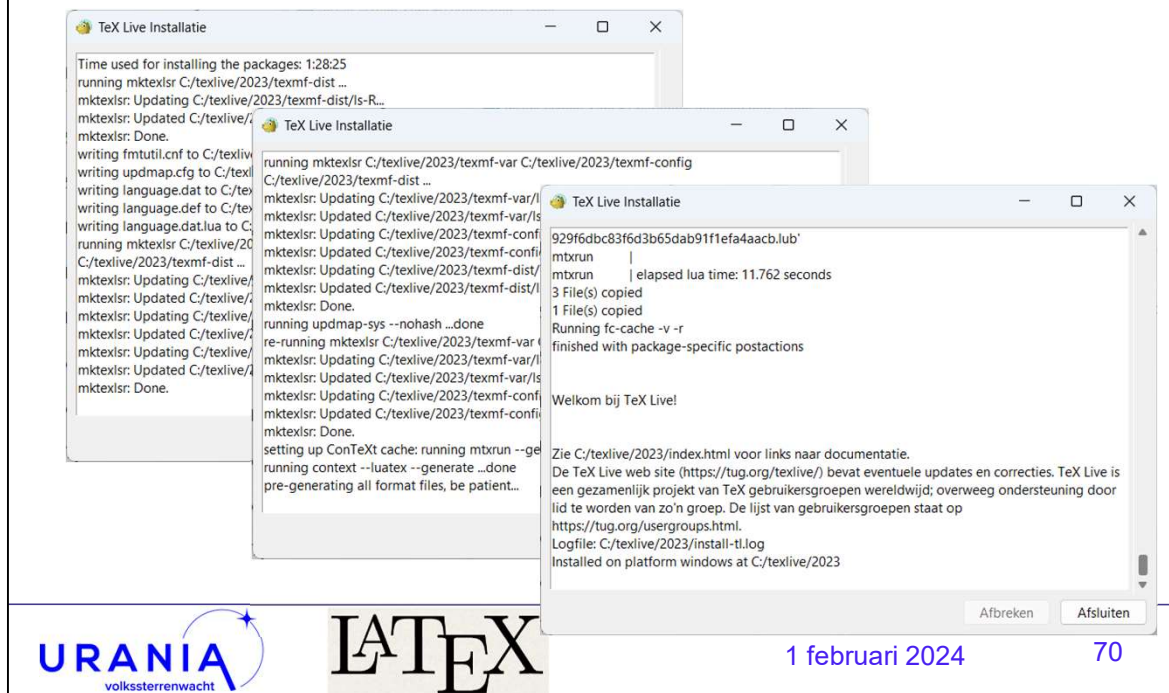 TeX Live Installatie
Time used for installing the packages: 1:28:25
running mktexlsr C:/texlive/2023/texmf-dist ...
mktexlsr: Updating C:/texlive/2023/texmf-dist/ls-R...
mktexlsr: Updated C:/texlive/
mktexlsr: Done.
writing fmtutil.cnf to C:/texliv
writing updmap.cfg to C:/texl
writing language.dat to C:/tex
writing language.def to C:/tex
writing language.dat.lua to C:
running mktexlsr C:/texlive/20
C:/texlive/2023/texmf-dist ...
mktexlsr: Updating C:/texlive/
mktexlsr: Updated C:/texlive/
mktexlsr: Updating C:/texlive/
mktexlsr: Updated C:/texlive/
mktexlsr: Updating C:/texlive/
mktexlsr: Updated C:/texlive/
mktexlsr: Done.
TeX Live Installatie
running mktexlsr C:/texlive/2023/texmf-var C:/texlive/2023/texmf-config
C:/texlive/2023/texmf-dist ...
mktexlsr: Updating C:/texlive/2023/texmf-var/l
mktexlsr: Updated C:/texlive/2023/texmf-var/ls
mktexlsr: Updating C:/texlive/2023/texmf-confi
mktexlsr: Updated C:/texlive/2023/texmf-confi
mktexlsr: Updating C:/texlive/2023/texmf-dist/
mktexlsr: Updated C:/texlive/2023/texmf-dist/l
mktexlsr: Done.
running updmap-sys --nohash ...done
re-running mktexlsr C:/texlive/2023/texmf-var
mktexlsr: Updating C:/texlive/2023/texmf-var/l
mktexlsr: Updated C:/texlive/2023/texmf-var/ls
mktexlsr: Updating C:/texlive/2023/texmf-confi
mktexlsr: Updated C:/texlive/2023/texmf-confi
mktexlsr: Done.
setting up ConTeXt cache: running mtxrun --ge
running context --luatex --generate ...done
pre-generating all format files, be patient...
TeX Live Installatie
929f6dbc83f6d3b65dab91f1efa4aacb.lub'
mtxrun |
mtxrun | elapsed lua time: 11.762 seconds
3 File(s) copied
1 File(s) copied
Running fc-cache -v -r
finished with package-specific postactions
Welkom bij TeX Live!
Zie C:/texlive/2023/index.html voor links naar documentatie.
De TeX Live web site (https://tug.org/texlive/) bevat eventuele updates en correcties. TeX Live is
een gezamenlijk projekt van TeX gebruikersgroepen wereldwijd; overweeg ondersteuning door
lid te worden van zo'n groep. De lijst van gebruikersgroepen staat op
https://tug.org/usergroups.html.
Logfile: C:/texlive/2023/install-tl.log
Installed on platform windows at C:/texlive/2023
Afbreken Afsluiten
URANIA
volkssterrenwacht
LATEX
1 februari 2024
70